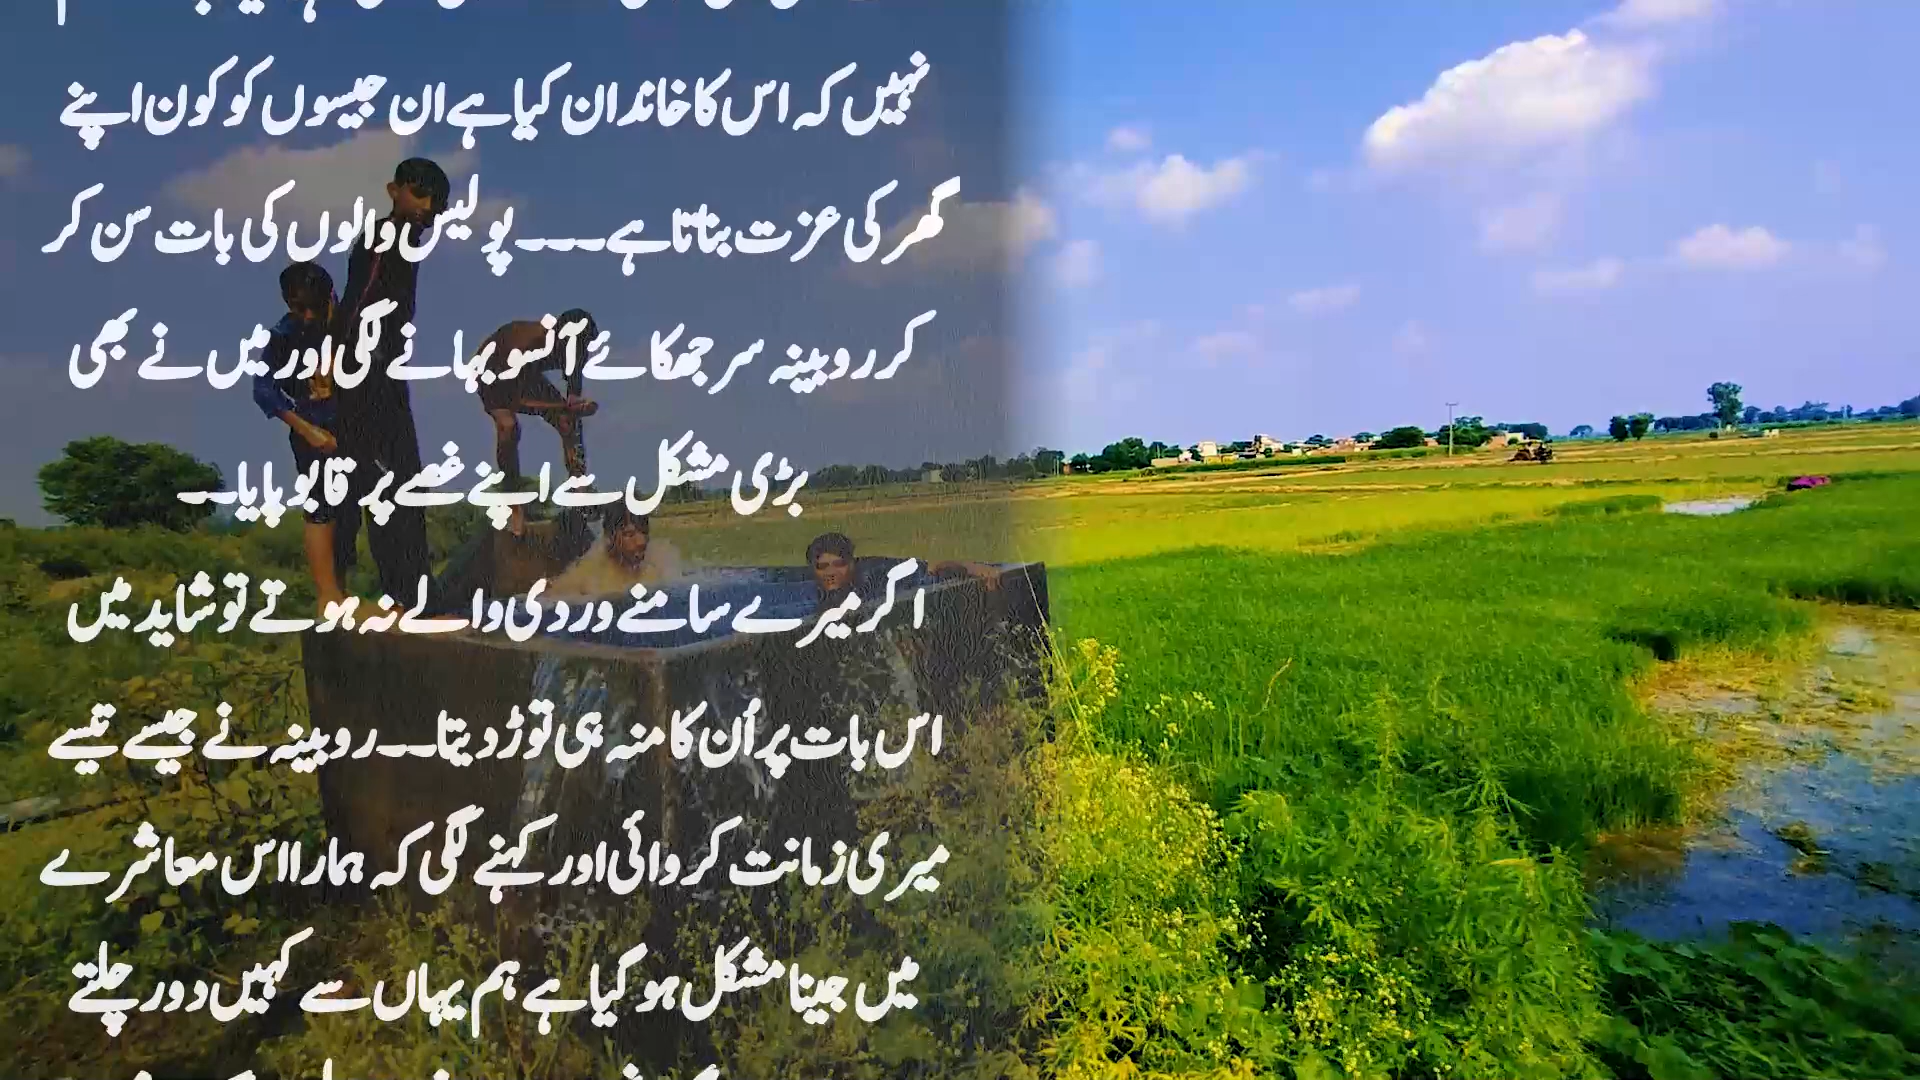 نہیں کہ اس کا خاندان کیا ہے ان جیسوں کو کون اپنے
گھر کی عزت بناتا ہے۔۔۔۔ پولیس والوں کی بات سن کر
کر روبینہ سر جھکائے آنسو بہانے لگی اور میں نے بھی
بڑی مشکل سے اپنے غصے پر قابو پایا۔۔
اگر میرے سامنے وردی والے نہ ہوتے تو شاید میں
اس بات پر اُن کا منہ ہی توڑ دیتا۔۔ روبینہ نے جیسے تیسے
میری زمانت کروائی اور کہنے لگی کہ ہمارا اس معاشرے
میں جینا مشکل ہو گیا ہے ہم یہاں سے کہیں دور چلتے